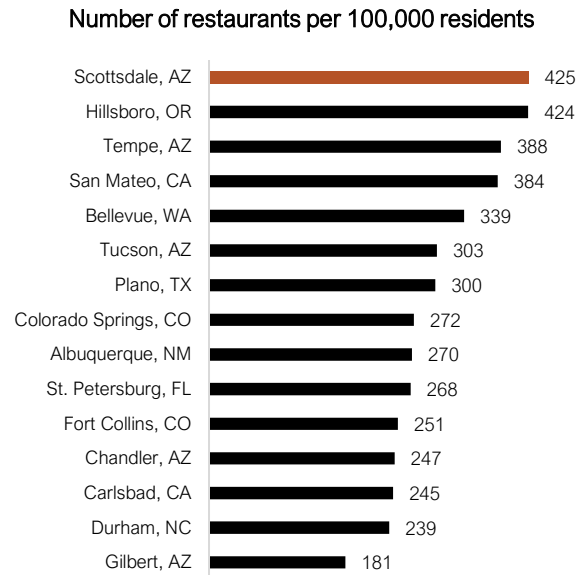 Number of restaurants per 100,000 residents
Scottsdale, AZ 425
Hillsboro, OR 424
Tempe, AZ 388
San Mateo, CA 384
Bellevue, WA 339
Tucson, AZ 303
Plano, TX 300
Colorado Springs, CO 272
Albuquerque, NM 270
St. Petersburg, FL 268
Fort Collins, CO 251
Chandler, AZ 247
Carlsbad, CA 245
Durham, NC 239
Gilbert, AZ 181